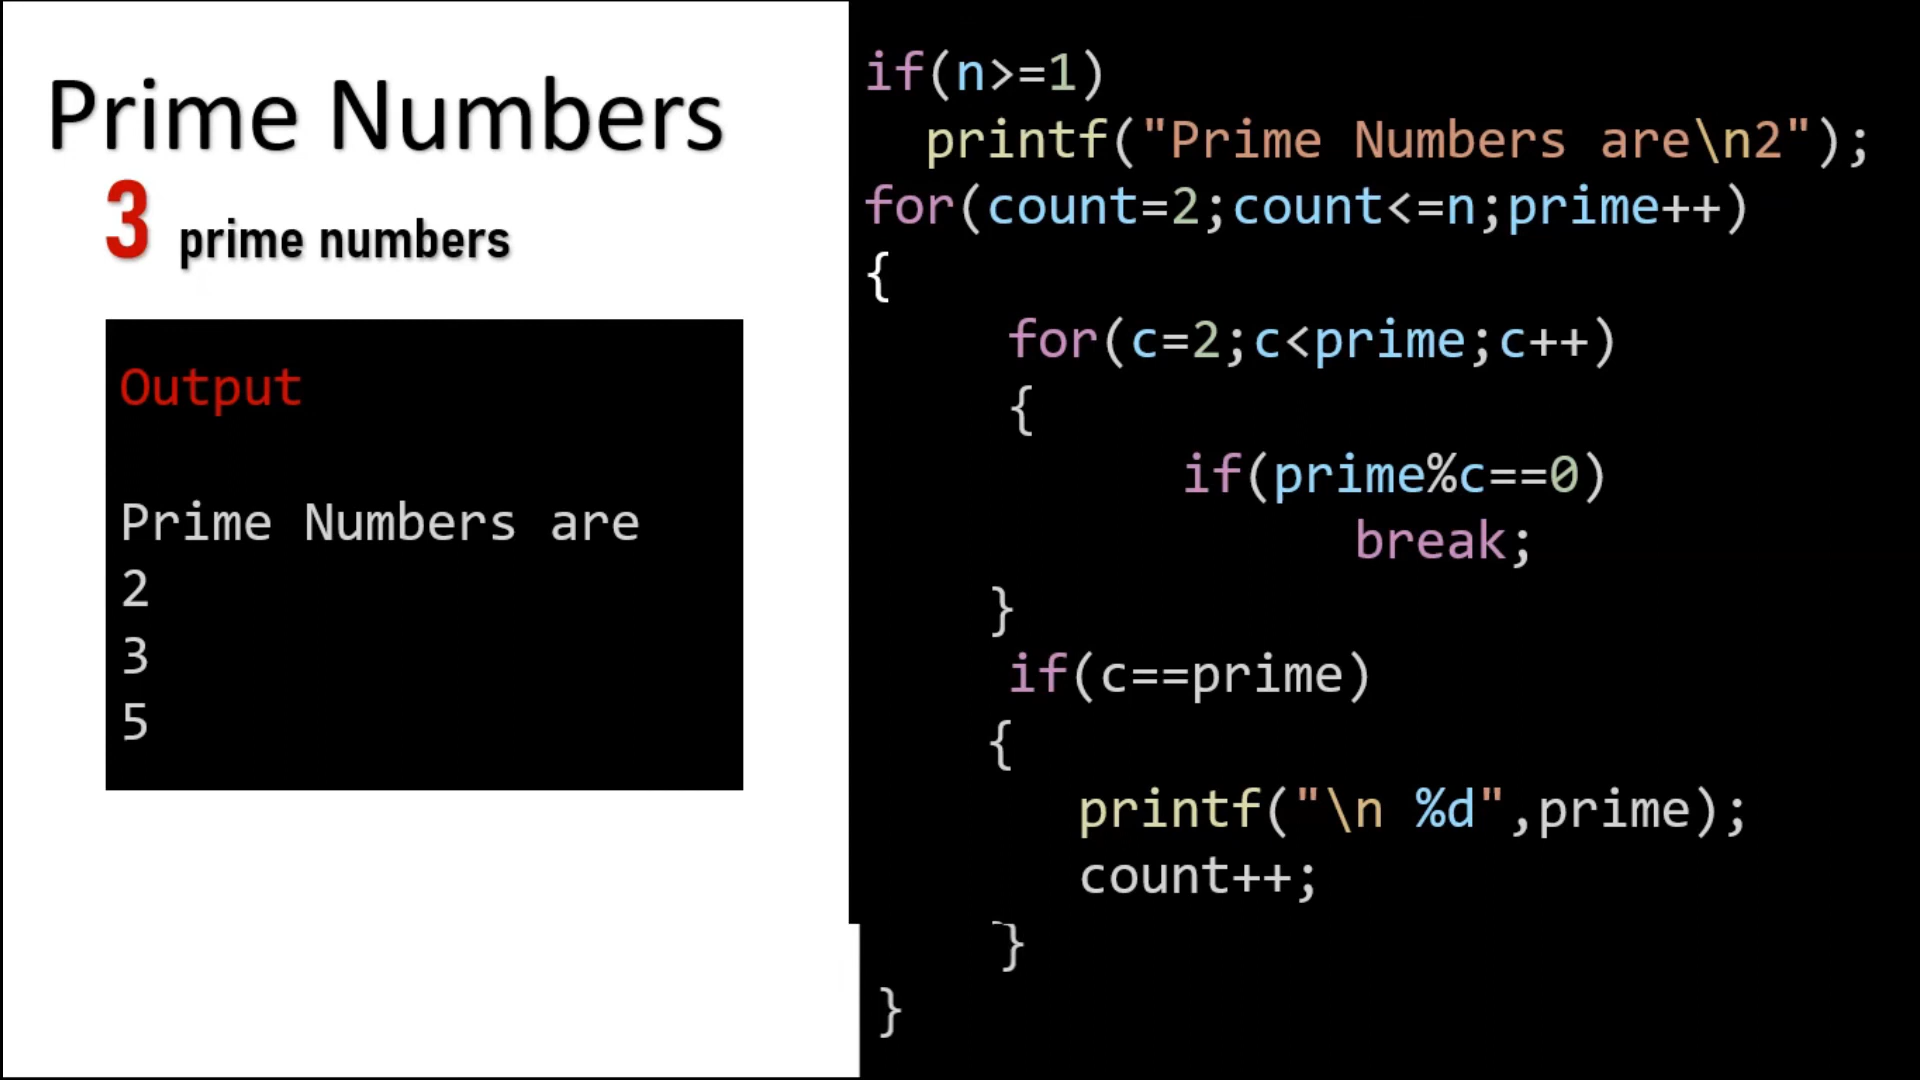 Prime Numbers
3 prime numbers
Output
Prime Numbers are
2
3
5
if(n>=1)
printf("Prime Numbers are\n2");
for(count=2;count<=n;prime++)
{
for(c=2;c<prime;c++)
{
if(prime%c==0)
break;
}
if(c==prime)
{
printf("\n %d",prime);
count++;
}
}